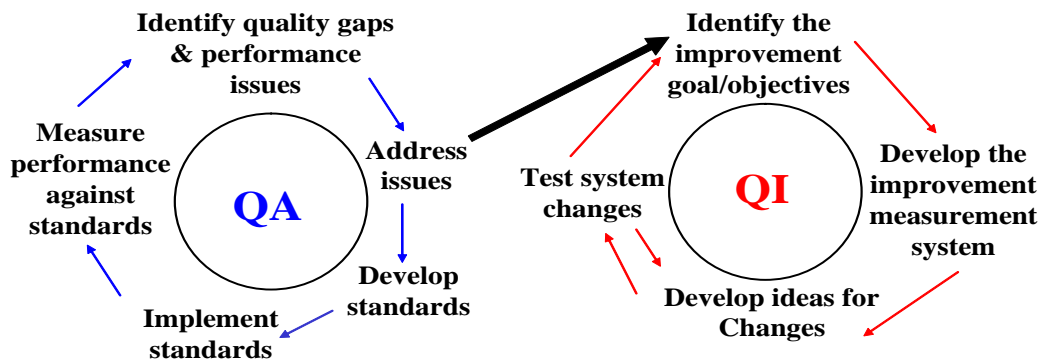 Identify quality gaps
& performance
issues
Address
issues
Develop
standards
Implement
standards
Measure
performance
against
standards
QA
Identify the
improvement
goal/objectives
Develop the
improvement
measurement
system
Develop ideas for
Changes
Test system
changes
QI